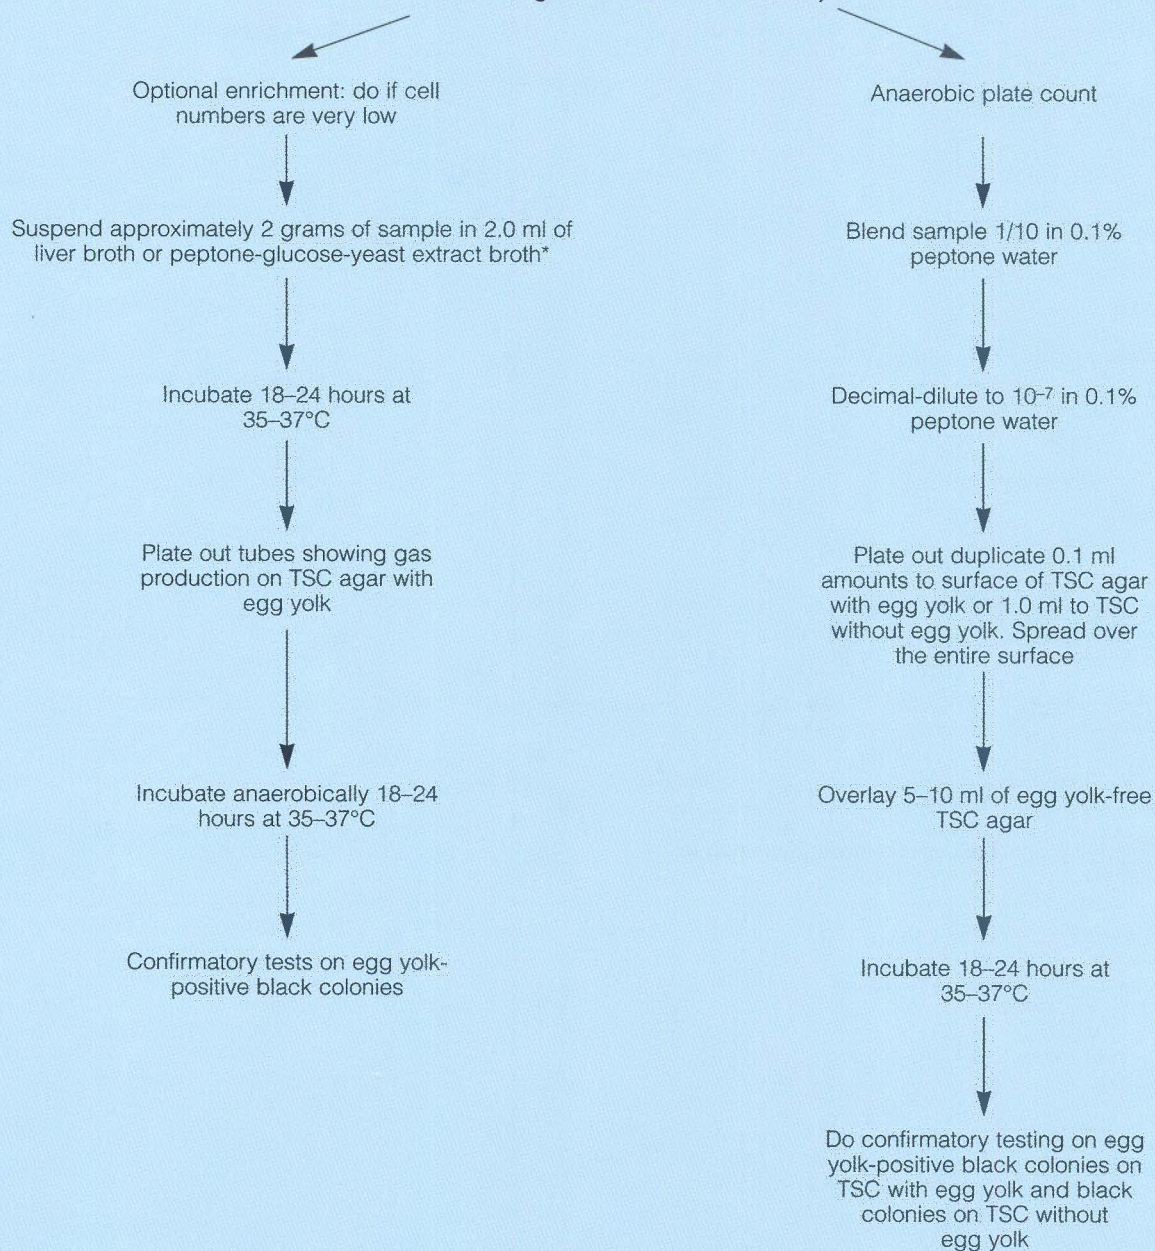 Optional enrichment: do if cell
numbers are very low
Suspend approximately 2 grams of sample in 2.0 ml of
liver broth or peptone-glucose-yeast extract broth*
Incubate 18–24 hours at
35–37°C
Plate out tubes showing gas
production on TSC agar with
egg yolk
Incubate anaerobically 18–24
hours at 35–37°C
Confirmatory tests on egg yolk-
positive black colonies
Anaerobic plate count
Blend sample 1/10 in 0.1%
peptone water
Decimal-dilute to 10⁻⁷ in 0.1%
peptone water
Plate out duplicate 0.1 ml
amounts to surface of TSC agar
with egg yolk or 1.0 ml to TSC
without egg yolk. Spread over
the entire surface
Overlay 5–10 ml of egg yolk-free
TSC agar
Incubate 18–24 hours at
35–37°C
Do confirmatory testing on egg
yolk-positive black colonies on
TSC with egg yolk and black
colonies on TSC without
egg yolk